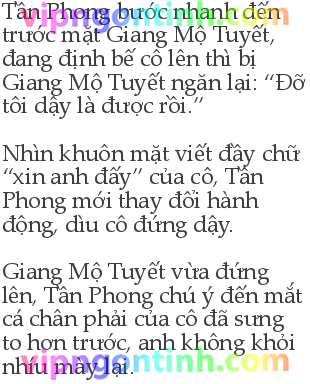 Tần Phong bước nhanh đến
trước mặt Giang Mộ Tuyết,
đang định bế cô lên thì bị
Giang Mộ Tuyết ngăn lại: “Đỡ
tôi dậy là được rồi.”
Nhìn khuôn mặt viết đầy chữ
“xin anh đấy” của cô, Tần
Phong mới thay đổi hành
động, dìu cô đứng dậy.
Giang Mộ Tuyết vừa đứng
lên, Tần Phong chú ý đến mắt
cá chân phải của cô đã sưng
to hơn trước, anh không khỏi
nhíu mày lại.
vipngontinh.com
vipngontinh.com